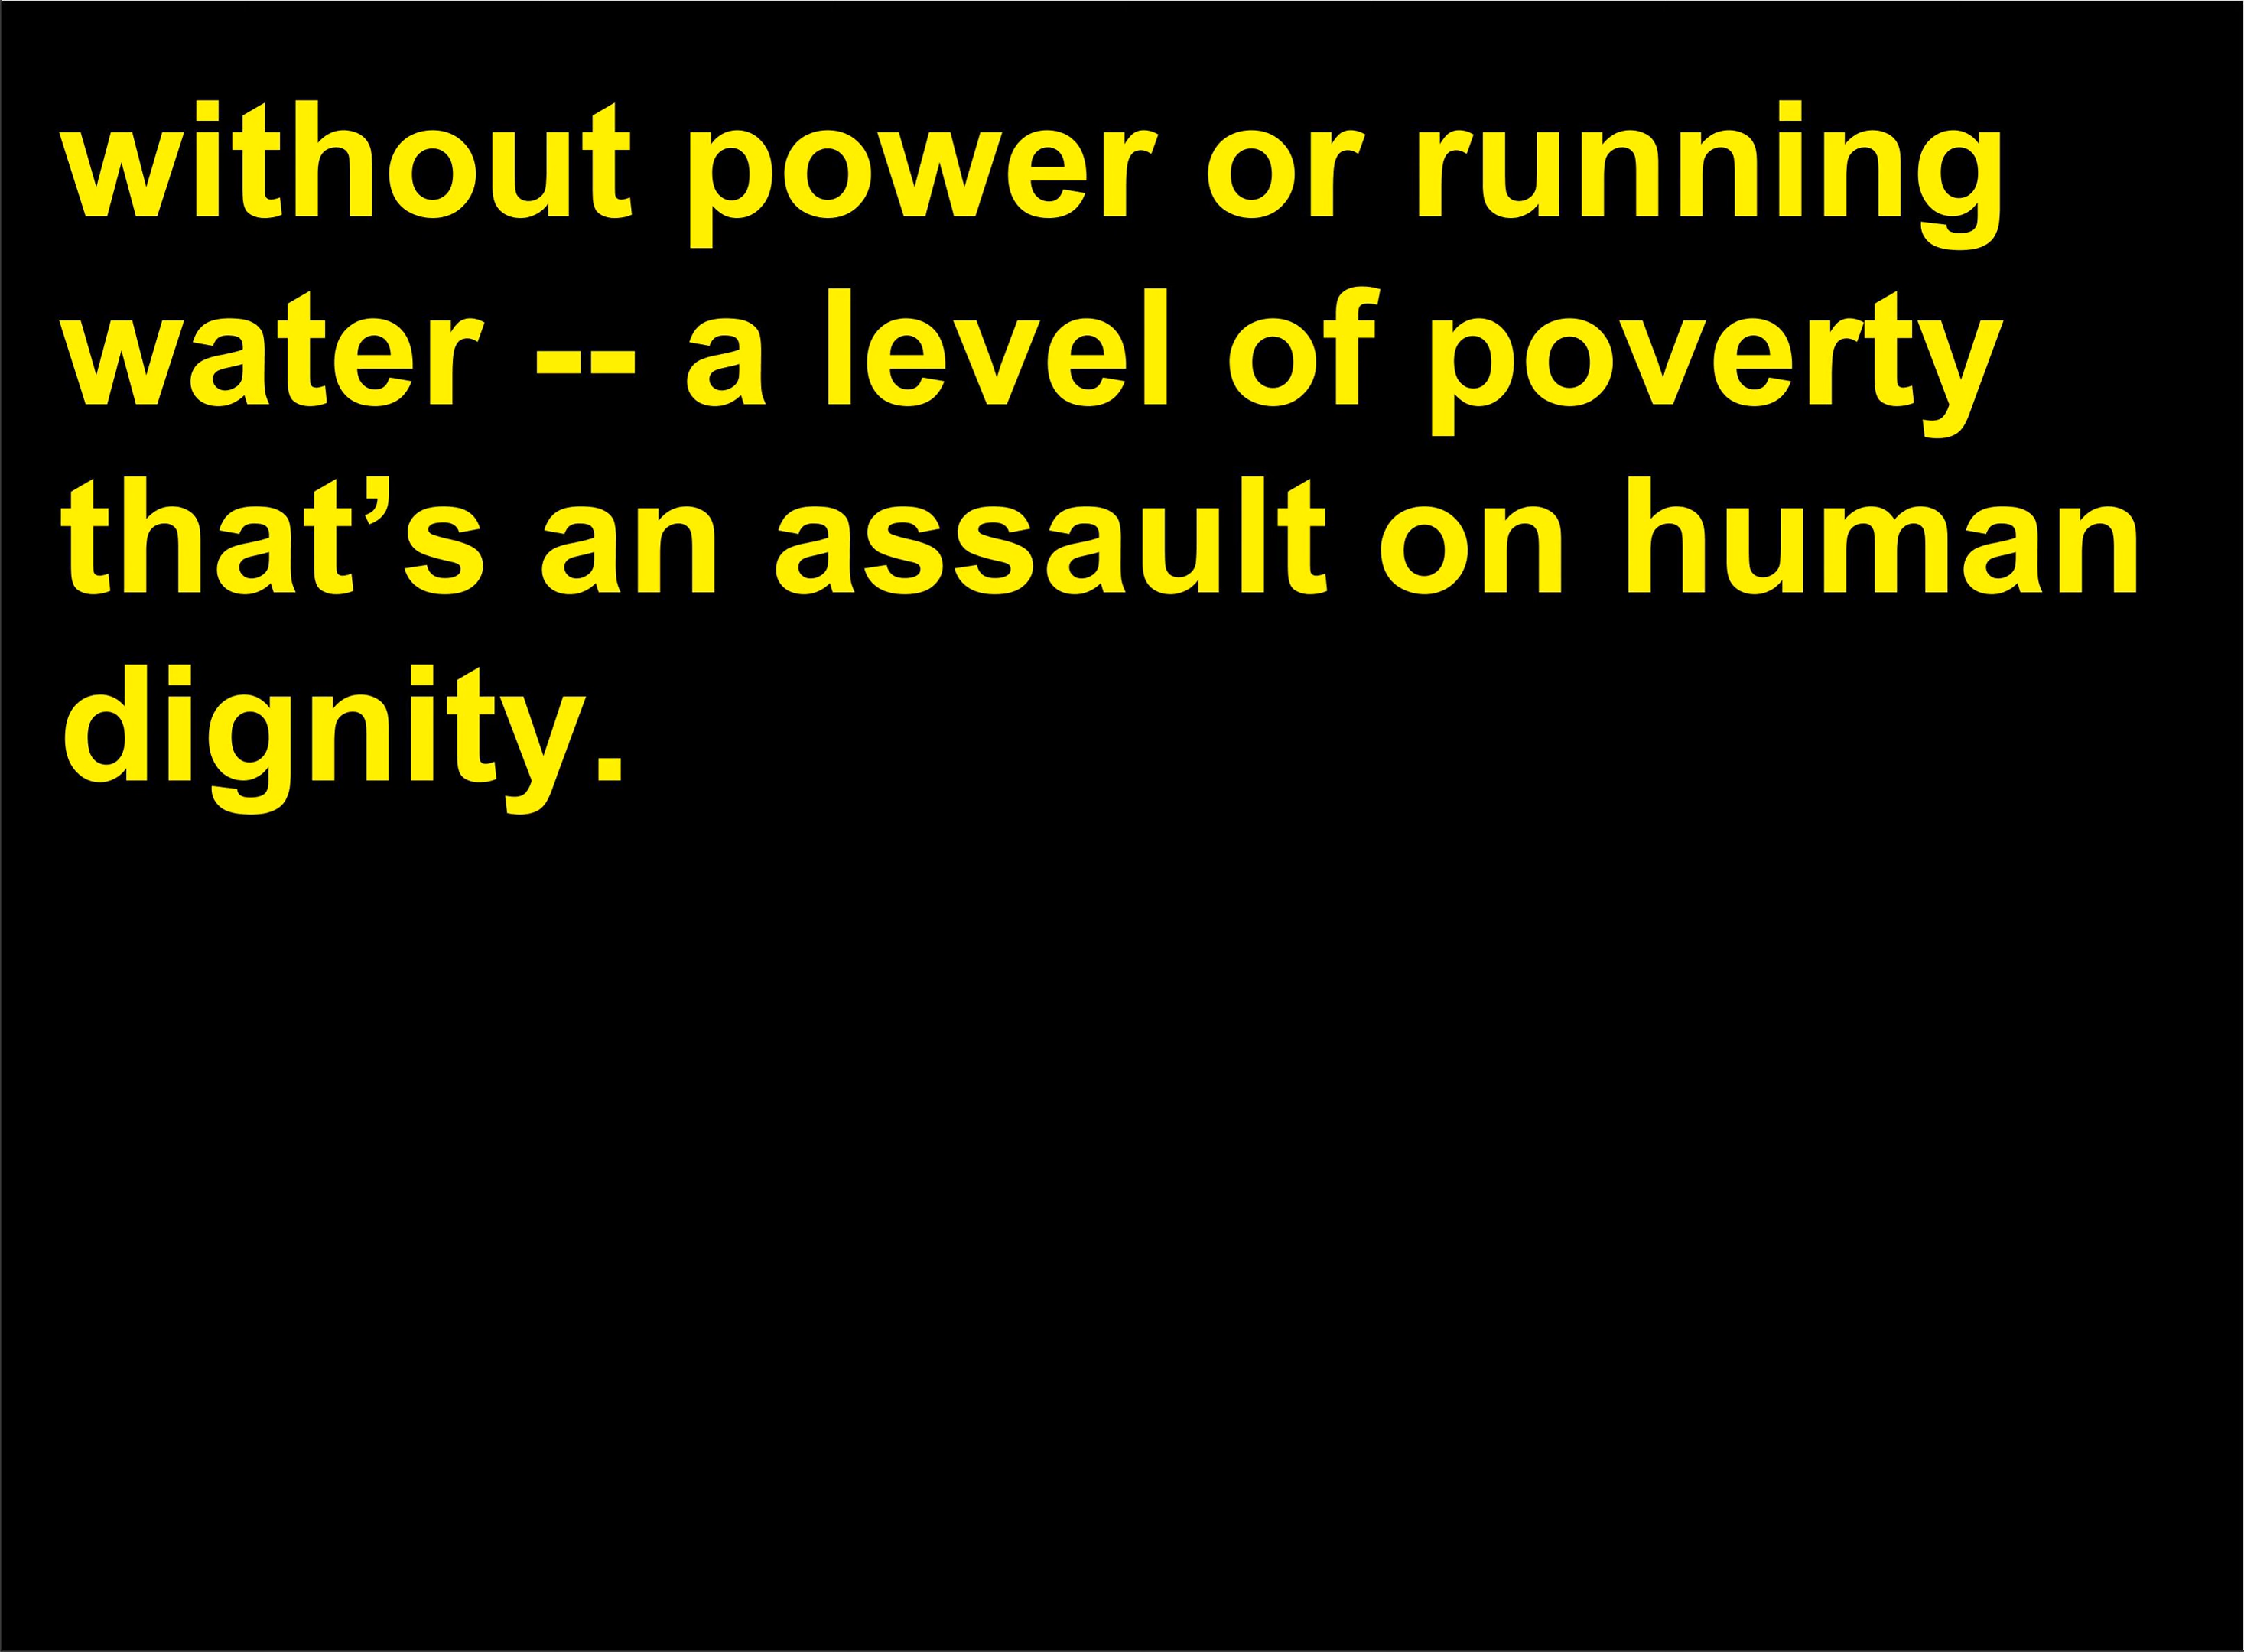 without power or running
water -- a level of poverty
that’s an assault on human
dignity.